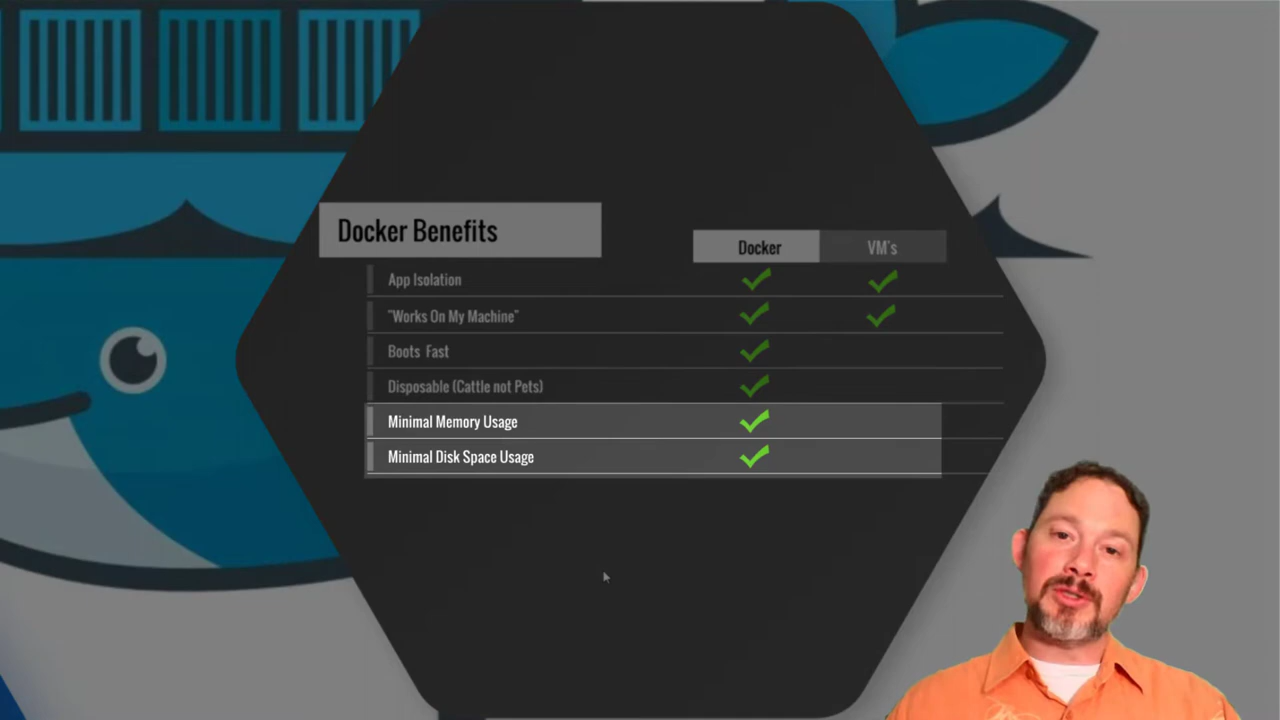 Docker Benefits
Docker VM's
App Isolation
"Works On My Machine"
Boots Fast
Disposable (Cattle not Pets)
Minimal Memory Usage
Minimal Disk Space Usage